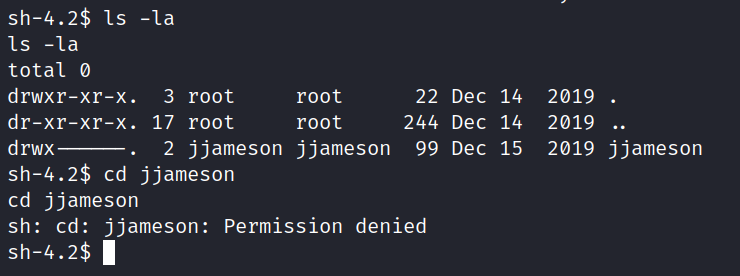 sh-4.2$ ls -la
ls -la
total 0
drwxr-xr-x.  3 root     root      22 Dec 14  2019 .
dr-xr-xr-x. 17 root     root     244 Dec 14  2019 ..
drwx------.  2 jjameson jjameson  99 Dec 15  2019 jjameson
sh-4.2$ cd jjameson
cd jjameson
sh: cd: jjameson: Permission denied
sh-4.2$